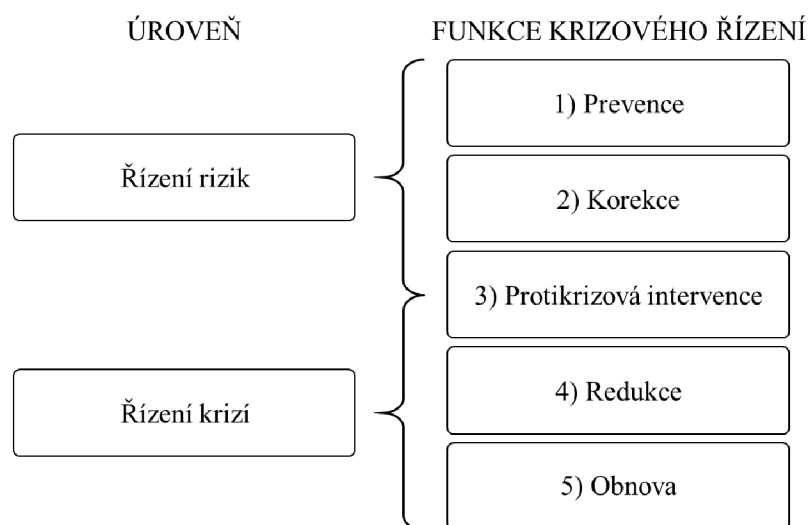 ÚROVEŇ
FUNKCE KRIZOVÉHO ŘÍZENÍ
Řízení rizik
1) Prevence
2) Korekce
3) Protikrizová intervence
Řízení krizí
4) Redukce
5) Obnova